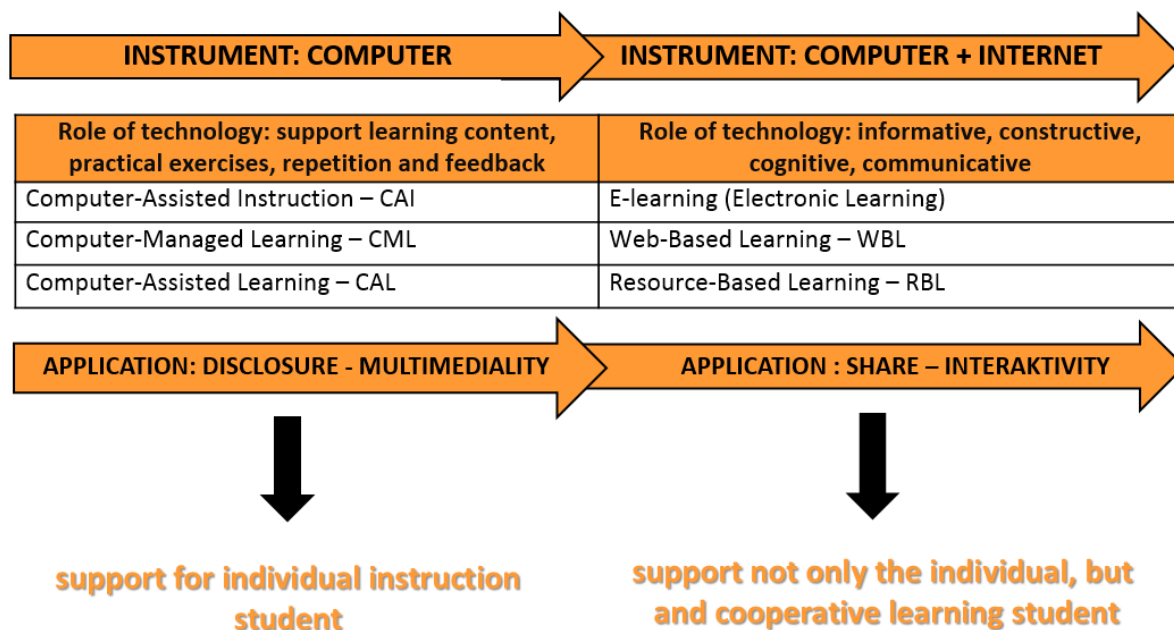 INSTRUMENT: COMPUTER
INSTRUMENT: COMPUTER + INTERNET
Role of technology: support learning content,
practical exercises, repetition and feedback
Role of technology: informative, constructive,
cognitive, communicative
Computer-Assisted Instruction – CAI
E-learning (Electronic Learning)
Computer-Managed Learning – CML
Web-Based Learning – WBL
Computer-Assisted Learning – CAL
Resource-Based Learning – RBL
APPLICATION: DISCLOSURE - MULTIMEDIALITY
APPLICATION : SHARE – INTERAKTIVITY
support for individual instruction
student
support not only the individual, but
and cooperative learning student